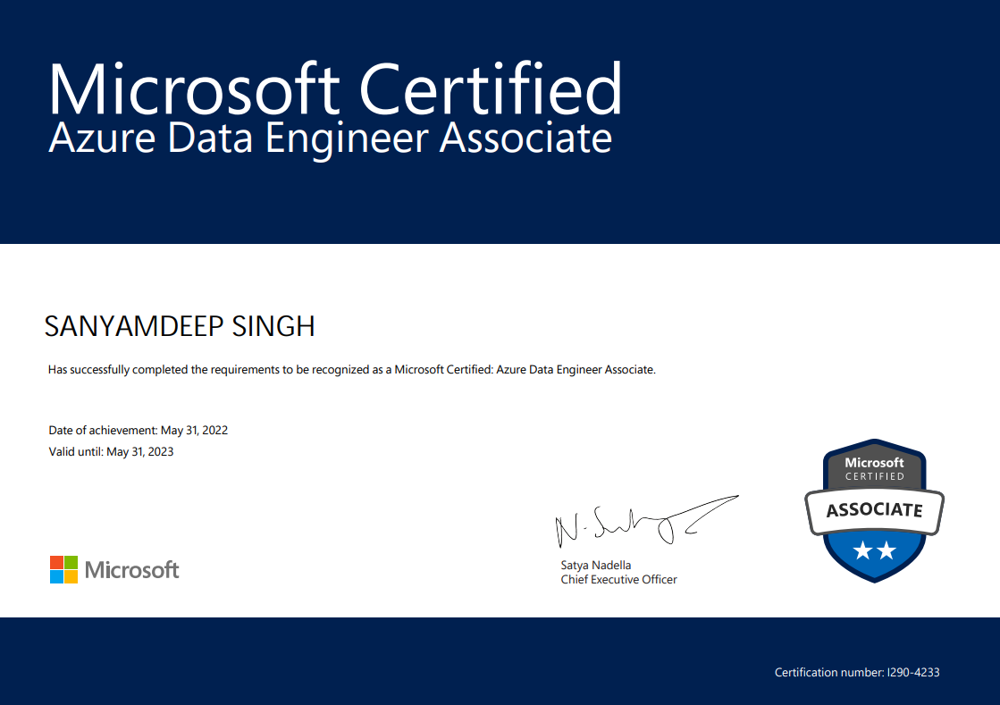 Microsoft Certified
Azure Data Engineer Associate
SANYAMDEEP SINGH
Has successfully completed the requirements to be recognized as a Microsoft Certified: Azure Data Engineer Associate.
Date of achievement: May 31, 2022
Valid until: May 31, 2023
Microsoft
CERTIFIED
ASSOCIATE
N. Satya Nadella
Chief Executive Officer
Microsoft
Certification number: I290-4233